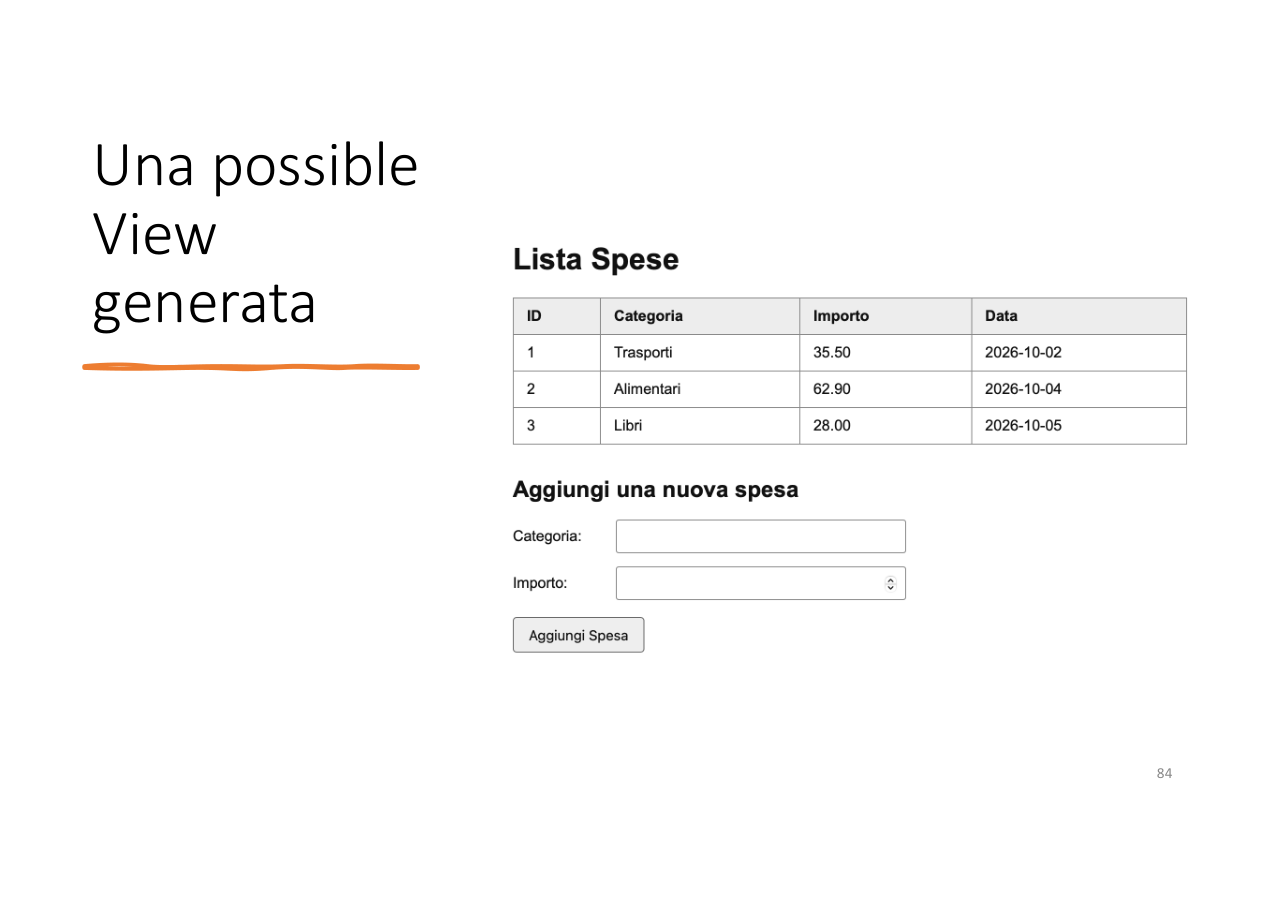 Una possible
View
generata
Lista Spese
ID Categoria Importo Data
1 Trasporti 35.50 2026-10-02
2 Alimentari 62.90 2026-10-04
3 Libri 28.00 2026-10-05
Aggiungi una nuova spesa
Categoria:
Importo:
Aggiungi Spesa
84